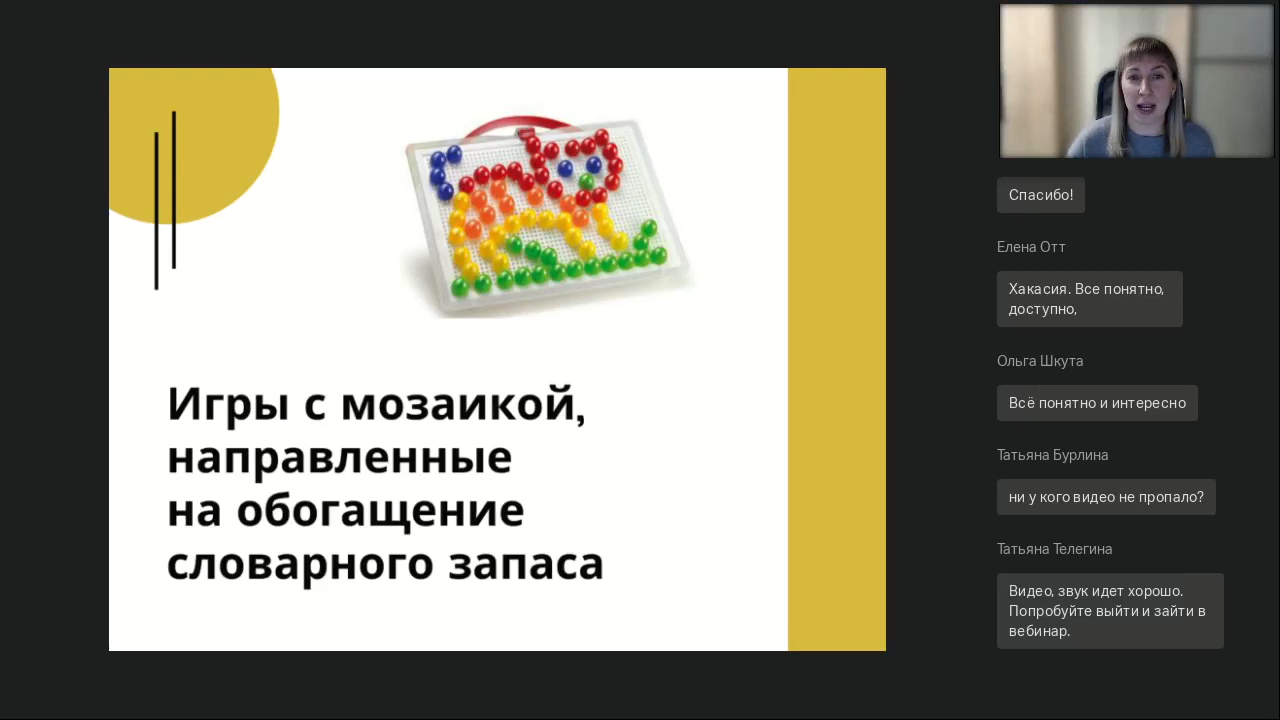 Игры с мозаикой,
направленные
на обогащение
словарного запаса
Спасибо!
Елена Отт
Хакасия. Все понятно,
доступно,
Ольга Шкута
Всё понятно и интересно
Татьяна Бурлина
ни у кого видео не пропало?
Татьяна Телегина
Видео, звук идет хорошо.
Попробуйте выйти и зайти в
вебинар.